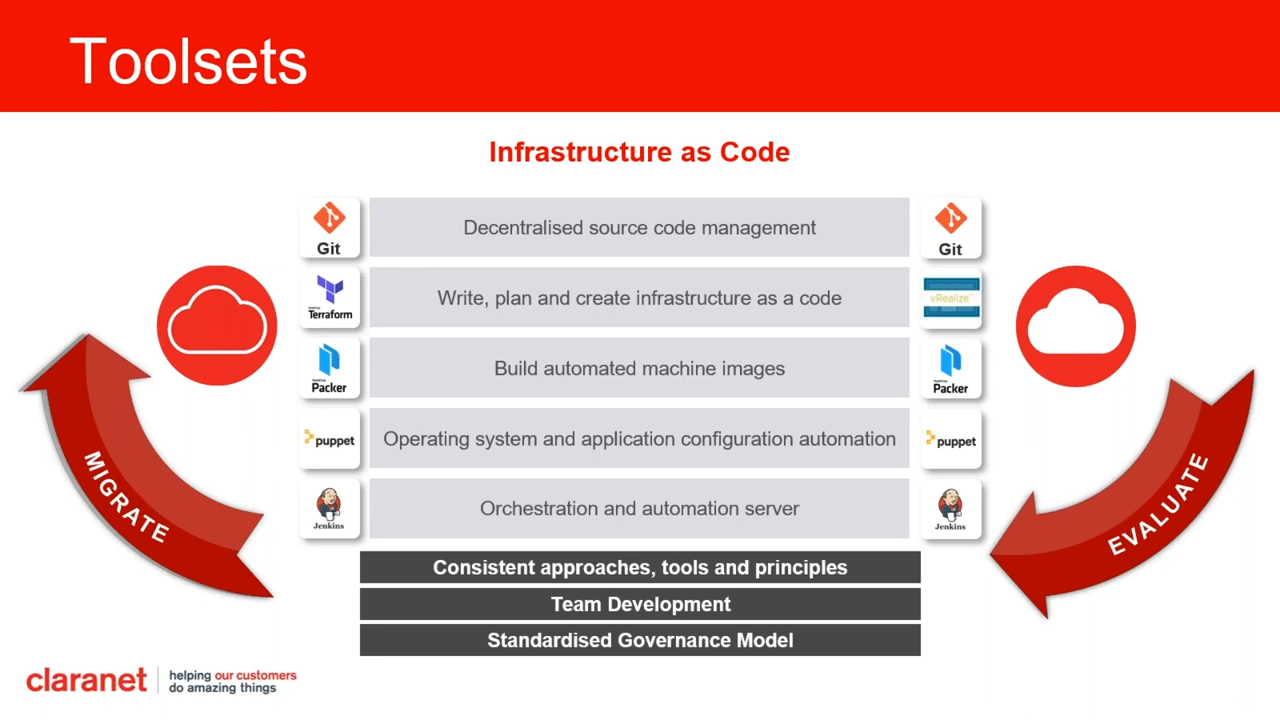 Toolsets
Infrastructure as Code
Git
Decentralised source code management
Git
Terraform
Write, plan and create infrastructure as a code
vRealize
Packer
Build automated machine images
Packer
puppet
Operating system and application configuration automation
puppet
Jenkins
Orchestration and automation server
Jenkins
MIGRATE
EVALUATE
Consistent approaches, tools and principles
Team Development
Standardised Governance Model
claranet
helping our customers
do amazing things